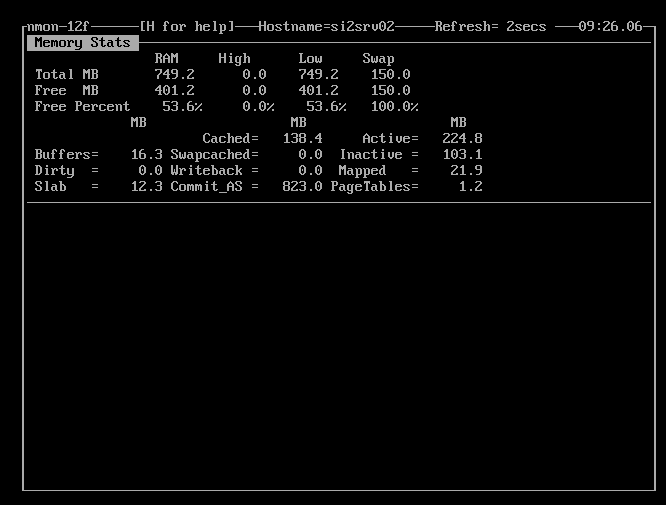 nmon-12f [H for help] Hostname=si2srv02 Refresh= 2secs 09:26.06
Memory Stats
RAM High Low Swap
Total MB 749.2 0.0 749.2 150.0
Free MB 401.2 0.0 401.2 150.0
Free Percent 53.6% 0.0% 53.6% 100.0%
MB MB MB
Cached= 138.4 Active= 224.8
Buffers= 16.3 Swapcached= 0.0 Inactive = 103.1
Dirty = 0.0 Writeback = 0.0 Mapped = 21.9
Slab = 12.3 Commit_AS = 823.0 PageTables= 1.2